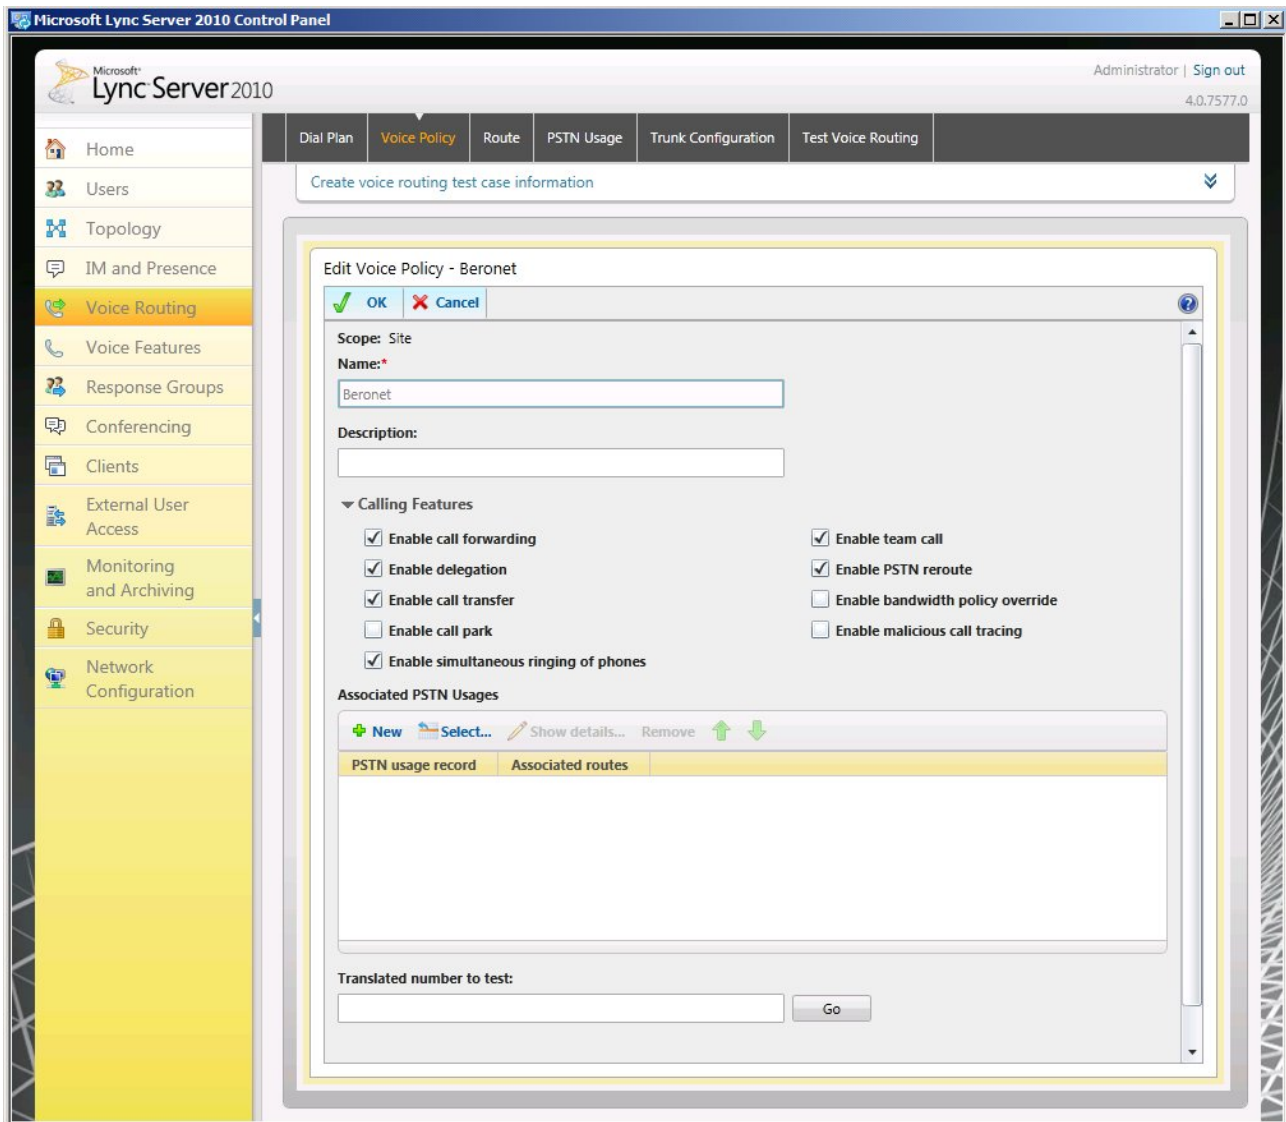 Microsoft Lync Server 2010 Control Panel
Microsoft®
Lync Server 2010
Administrator | Sign out
4.0.7577.0
Home
Users
Topology
IM and Presence
Voice Routing
Voice Features
Response Groups
Conferencing
Clients
External User
Access
Monitoring
and Archiving
Security
Network
Configuration
Dial Plan
Voice Policy
Route
PSTN Usage
Trunk Configuration
Test Voice Routing
Create voice routing test case information
Edit Voice Policy - Beronet
OK
Cancel
?
Scope: Site
Name:*
Beronet
Description:
Calling Features
Enable call forwarding
Enable team call
Enable delegation
Enable PSTN reroute
Enable call transfer
Enable bandwidth policy override
Enable call park
Enable malicious call tracing
Enable simultaneous ringing of phones
Associated PSTN Usages
New
Select...
Show details...
Remove
PSTN usage record
Associated routes
Translated number to test:
Go